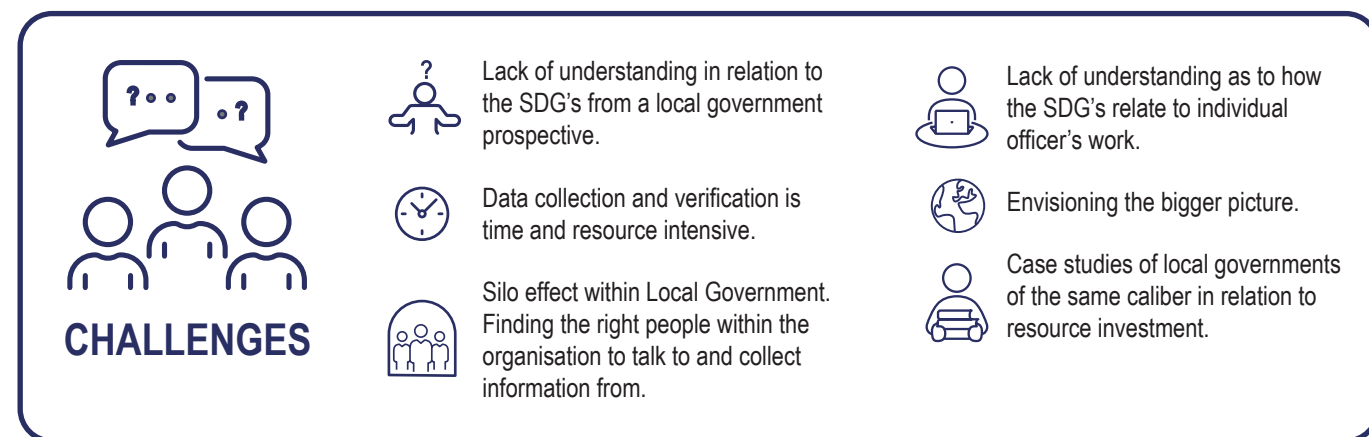 ? ?
CHALLENGES
?
Lack of understanding in relation to
the SDG's from a local government
prospective.
Data collection and verification is
time and resource intensive.
Silo effect within Local Government.
Finding the right people within the
organisation to talk to and collect
information from.
Lack of understanding as to how
the SDG's relate to individual
officer's work.
Envisioning the bigger picture.
Case studies of local governments
of the same caliber in relation to
resource investment.